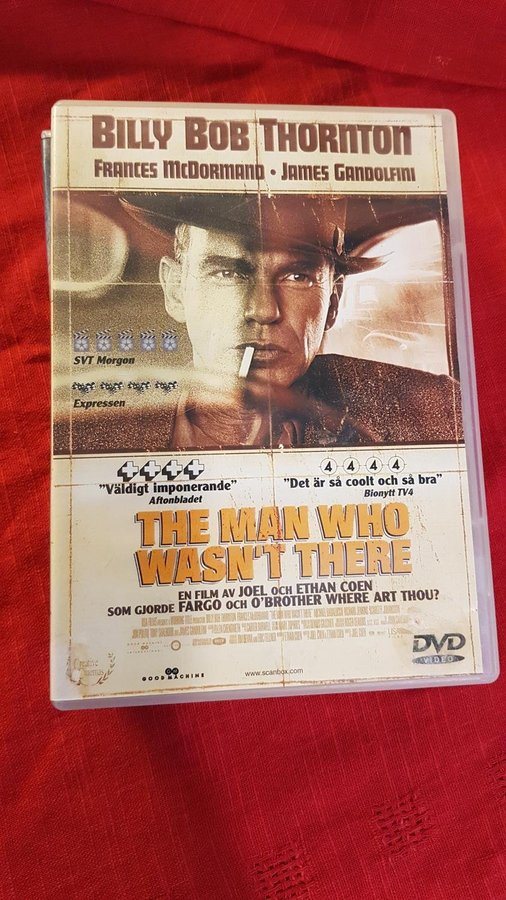 BILLY BOB THORNTON
FRANCES MCDORMAND • JAMES GANDOLFINI
SVT Morgon
Expressen
"Väldigt imponerande"
Aftonbladet
4 4 4 4
"Det är så coolt och så bra"
Bionytt TV4
THE MAN WHO
WASN'T THERE
EN FILM AV JOEL OCH ETHAN COEN
SOM GJORDE FARGO OCH O'BROTHER WHERE ART THOU?
GOOD MACHINE
www.scanbox.com
DVD
VIDEO